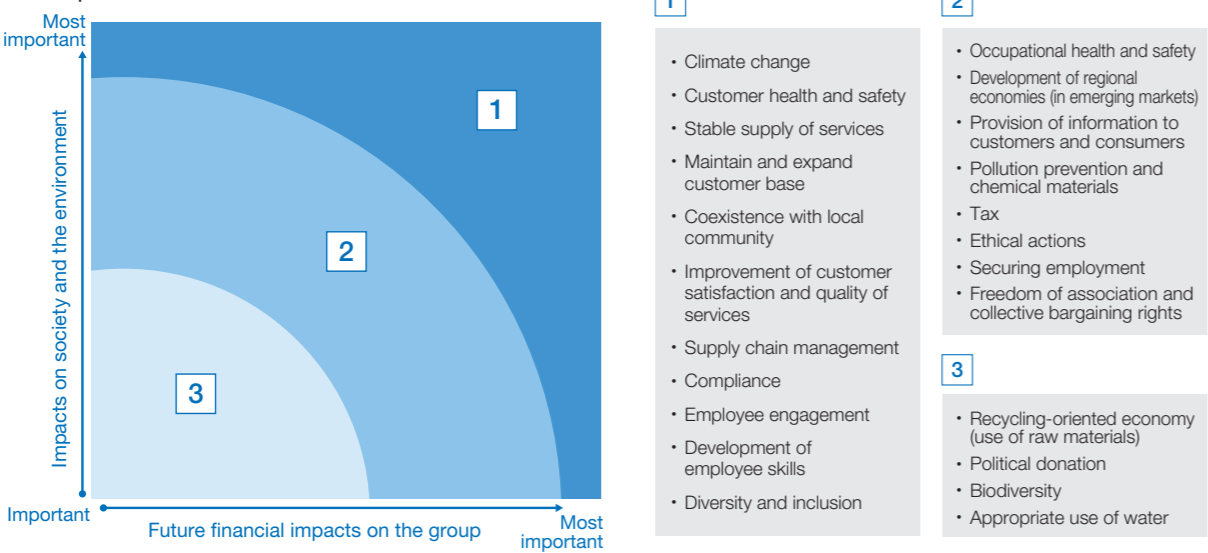 Most
important
Impacts on society and the environment
1
2
3
Important
Future financial impacts on the group
Most
important
1
• Climate change
• Customer health and safety
• Stable supply of services
• Maintain and expand
customer base
• Coexistence with local
community
• Improvement of customer
satisfaction and quality of
services
• Supply chain management
• Compliance
• Employee engagement
• Development of
employee skills
• Diversity and inclusion
2
• Occupational health and safety
• Development of regional
economies (in emerging markets)
• Provision of information to
customers and consumers
• Pollution prevention and
chemical materials
• Tax
• Ethical actions
• Securing employment
• Freedom of association and
collective bargaining rights
3
• Recycling-oriented economy
(use of raw materials)
• Political donation
• Biodiversity
• Appropriate use of water